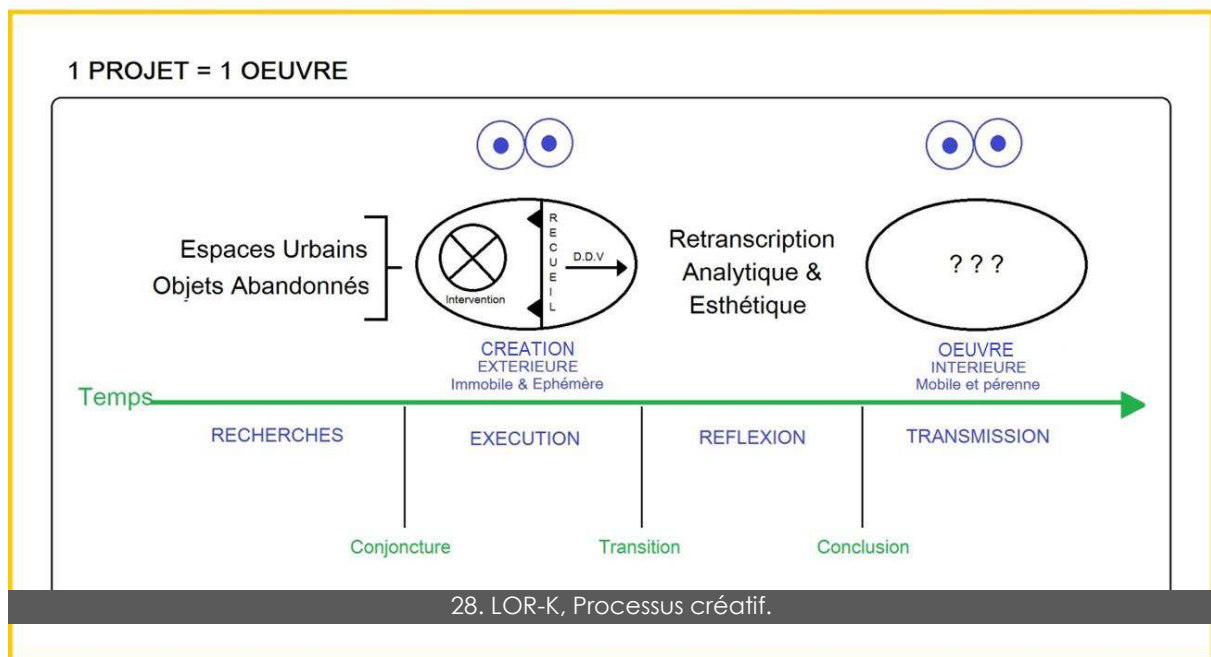 1 PROJET = 1 OEUVRE
Espaces Urbains
Objets Abandonnés
Intervention
RECUEIL
D.D.V
CREATION
EXTERIEURE
Immobile & Ephémère
Retranscription
Analytique &
Esthétique
? ? ?
OEUVRE
INTERIEURE
Mobile et pérenne
Temps
RECHERCHES
EXECUTION
REFLEXION
TRANSMISSION
Conjoncture
Transition
Conclusion
28. LOR-K, Processus créatif.